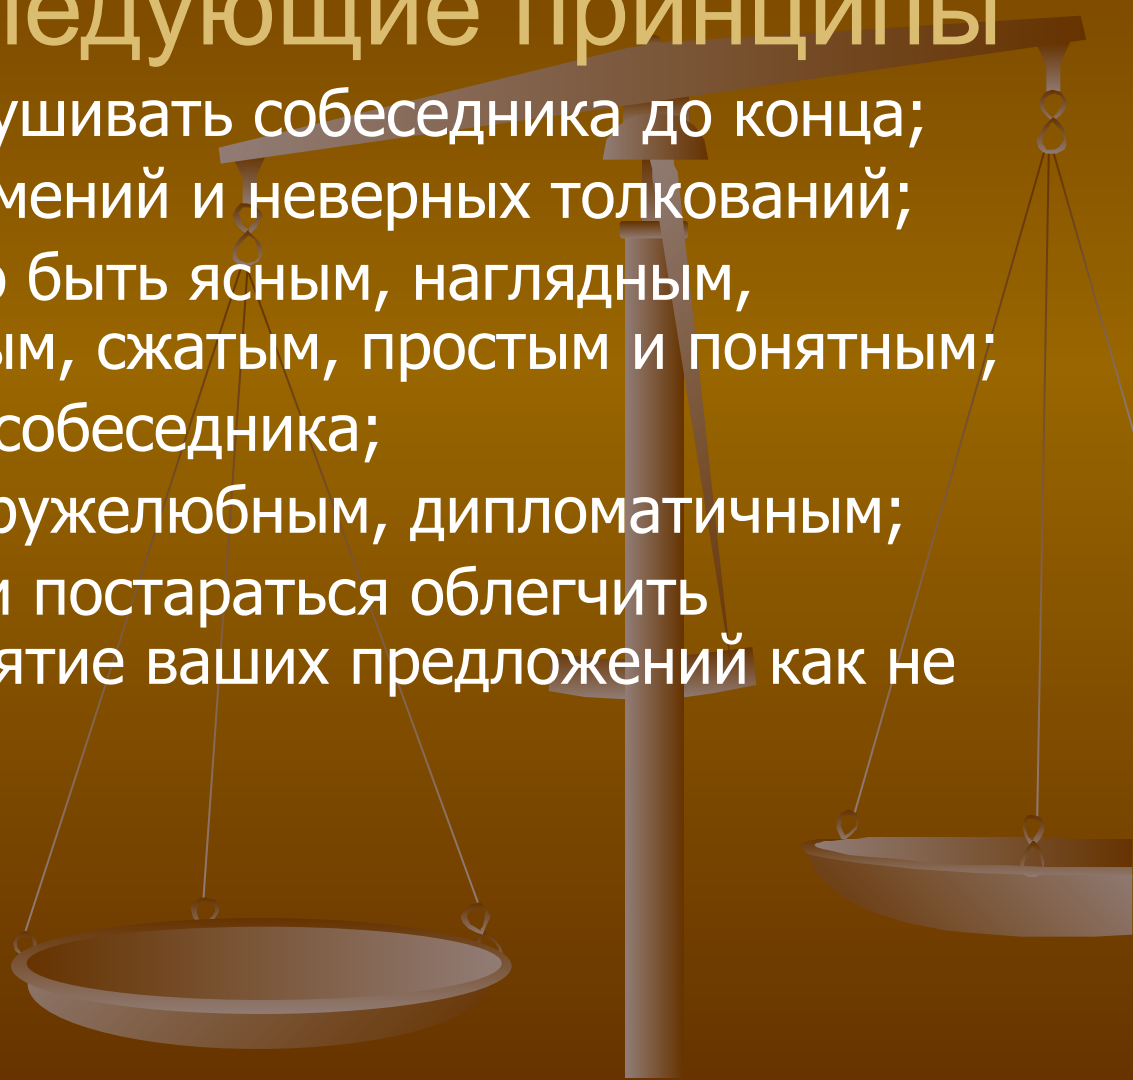 ледующие принципы
ушивать собеседника до конца;
мений и неверных толкований;
о быть ясным, наглядным,
ым, сжатым, простым и понятным;
собеседника;
ружелюбным, дипломатичным;
и постараться облегчить
ятие ваших предложений как не